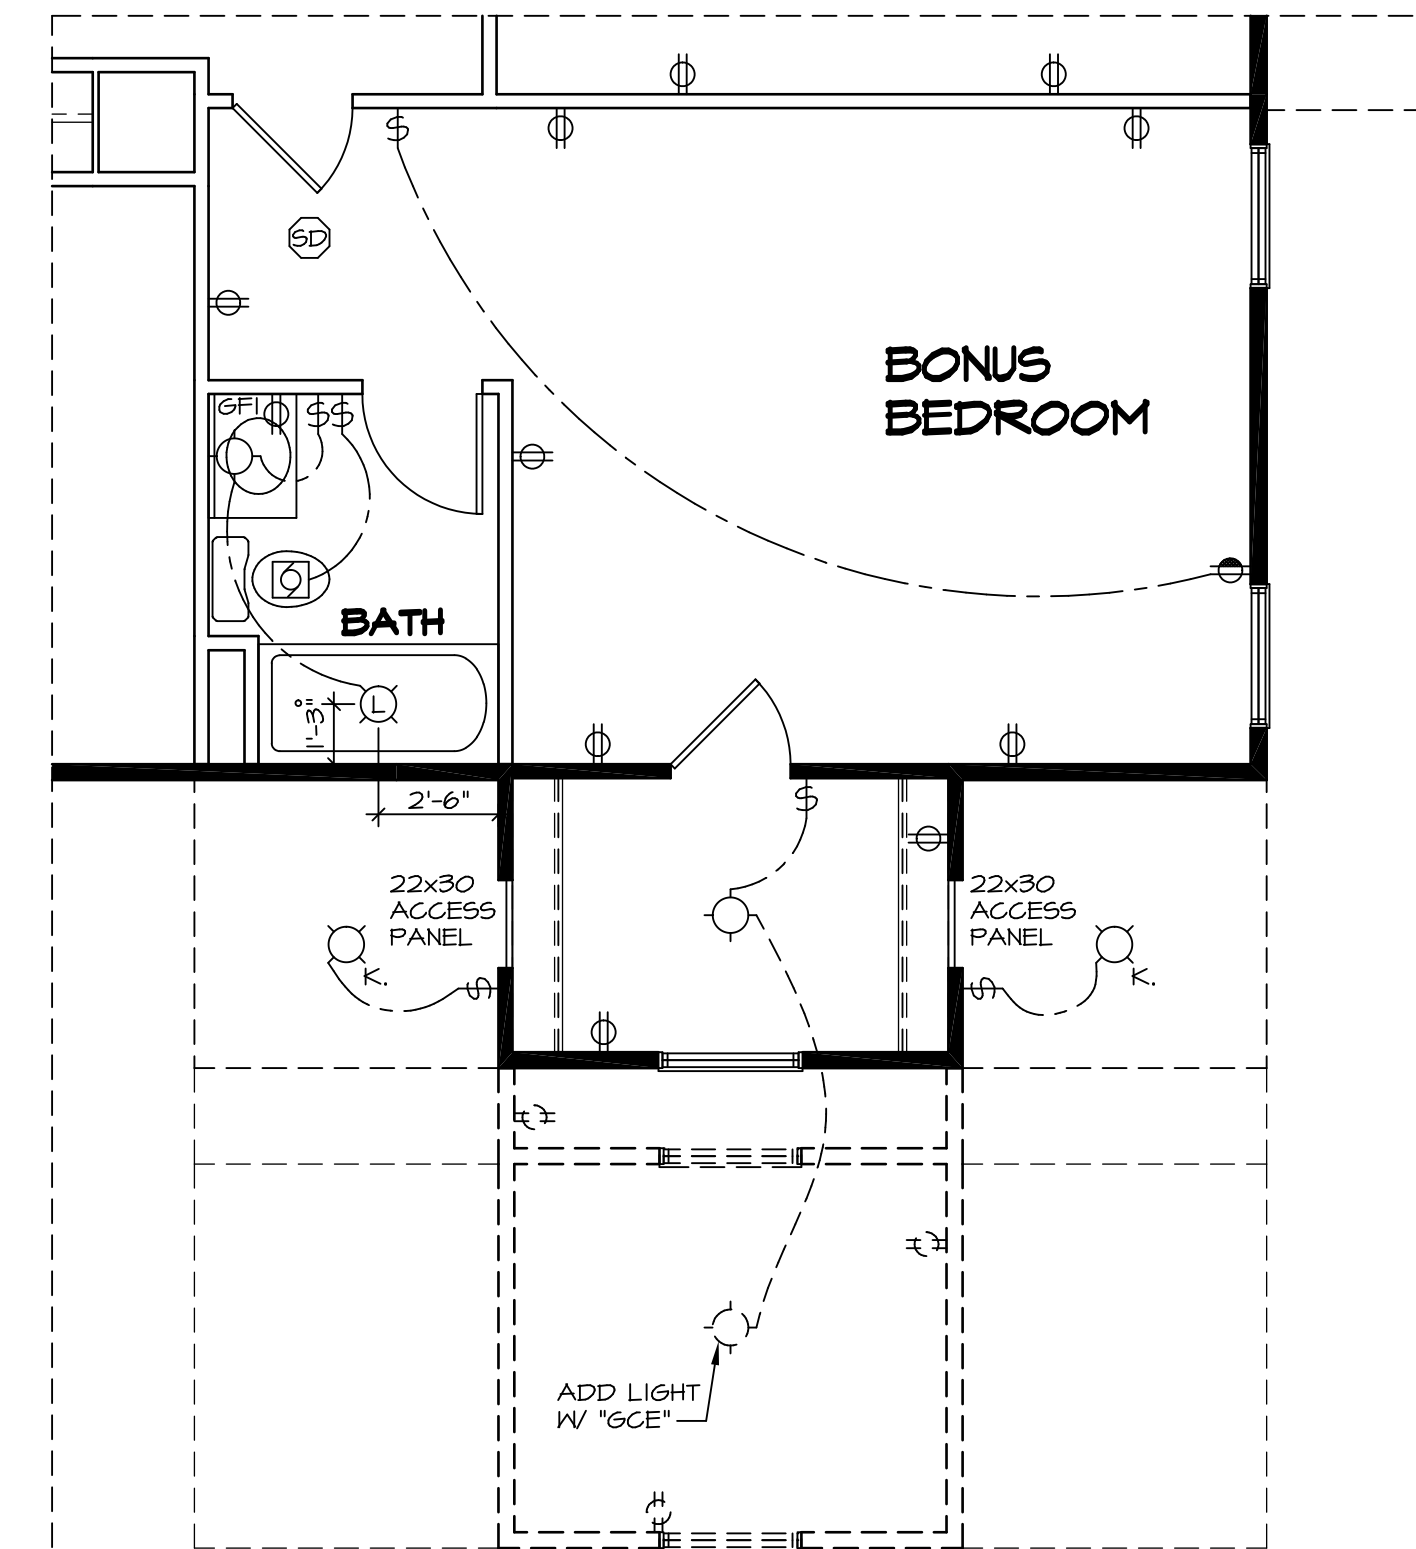 $
SD
BONUS
BEDROOM
GFI
$$
BATH
L
1'-3"
2'-6"
$
22x30
ACCESS
PANEL
22x30
ACCESS
PANEL
K.
$
$
K.
ADD LIGHT
W/ "GCE"